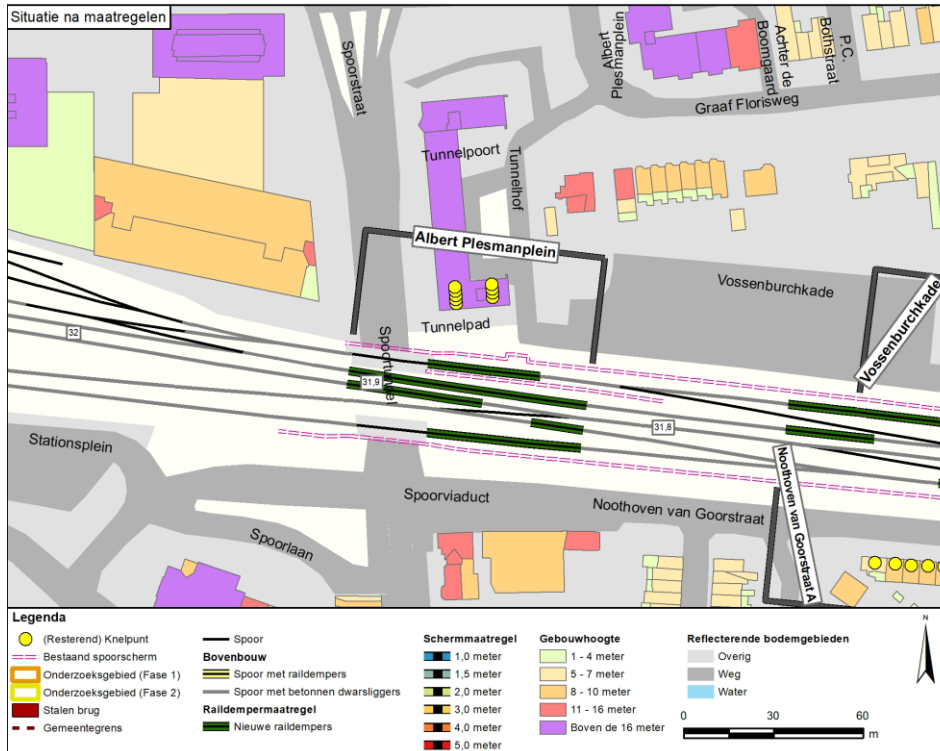 Situatie na maatregelen
Spoorstraat
Albert
Plesmanplein
Achter de
Boomgaard
P.C.
Bothstraat
Graaf Florisweg
Tunnelpoort
Tunnelhof
Albert Plesmanplein
Vossenburchkade
Vossenburchkade
Tunnelpad
Spoortunnel
32
31,9
31,8
Stationsplein
Spoorviaduct
Noothoven van Goorstraat
Noothoven van Goorstraat A
Spoorlaan
Legenda
(Resterend) Knelpunt
Bestaand spoorscherm
Onderzoeksgebied (Fase 1)
Onderzoeksgebied (Fase 2)
Stalen brug
Gemeentegrens
Spoor
Bovenbouw
Spoor met raildempers
Spoor met betonnen dwarsliggers
Raildempermaatregel
Nieuwe raildempers
Schermmaatregel
1,0 meter
1,5 meter
2,0 meter
3,0 meter
4,0 meter
5,0 meter
Gebouwhoogte
1 - 4 meter
5 - 7 meter
8 - 10 meter
11 - 16 meter
Boven de 16 meter
Reflecterende bodemgebieden
Overig
Weg
Water
N
0 30 60
m